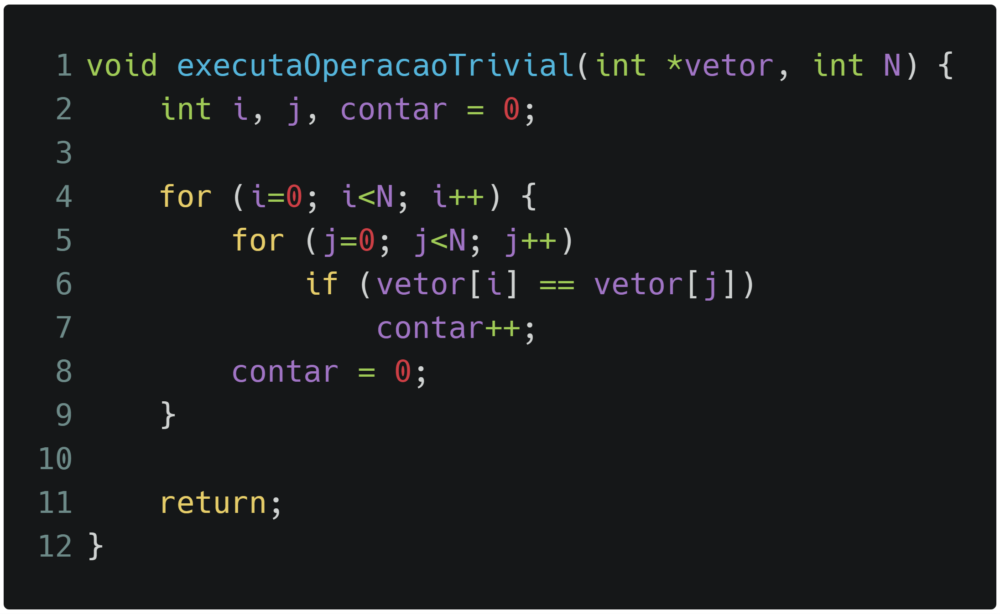 1 void executaOperacaoTrivial(int *vetor, int N) {
2     int i, j, contar = 0;
3
4     for (i=0; i<N; i++) {
5         for (j=0; j<N; j++)
6             if (vetor[i] == vetor[j])
7                 contar++;
8         contar = 0;
9     }
10
11     return;
12 }